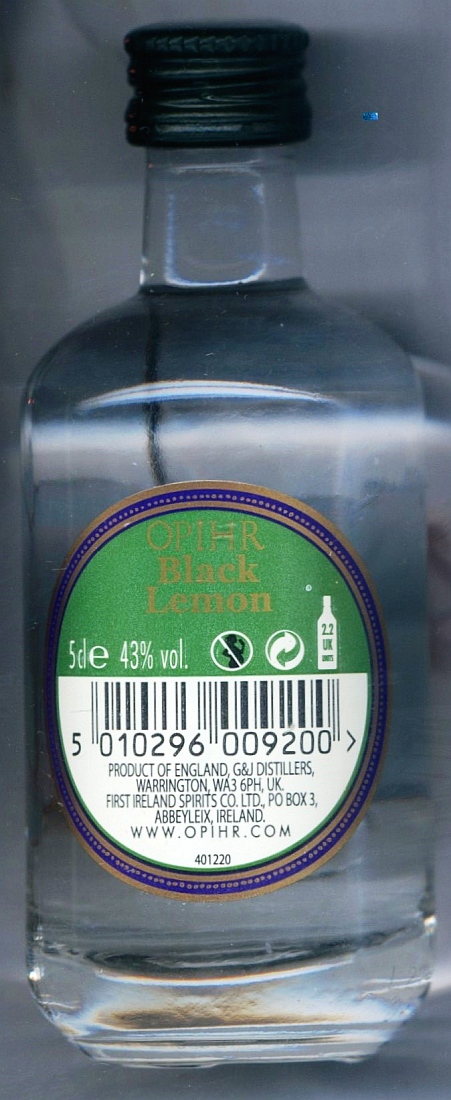 OPIHR
Black
Lemon
5cl e 43% vol.
2.2
UK
UNITS
5 010296 009200 >
PRODUCT OF ENGLAND, G&J DISTILLERS,
WARRINGTON, WA3 6PH, UK.
FIRST IRELAND SPIRITS CO. LTD., PO BOX 3,
ABBEYLEIX, IRELAND.
WWW.OPIHR.COM
401220